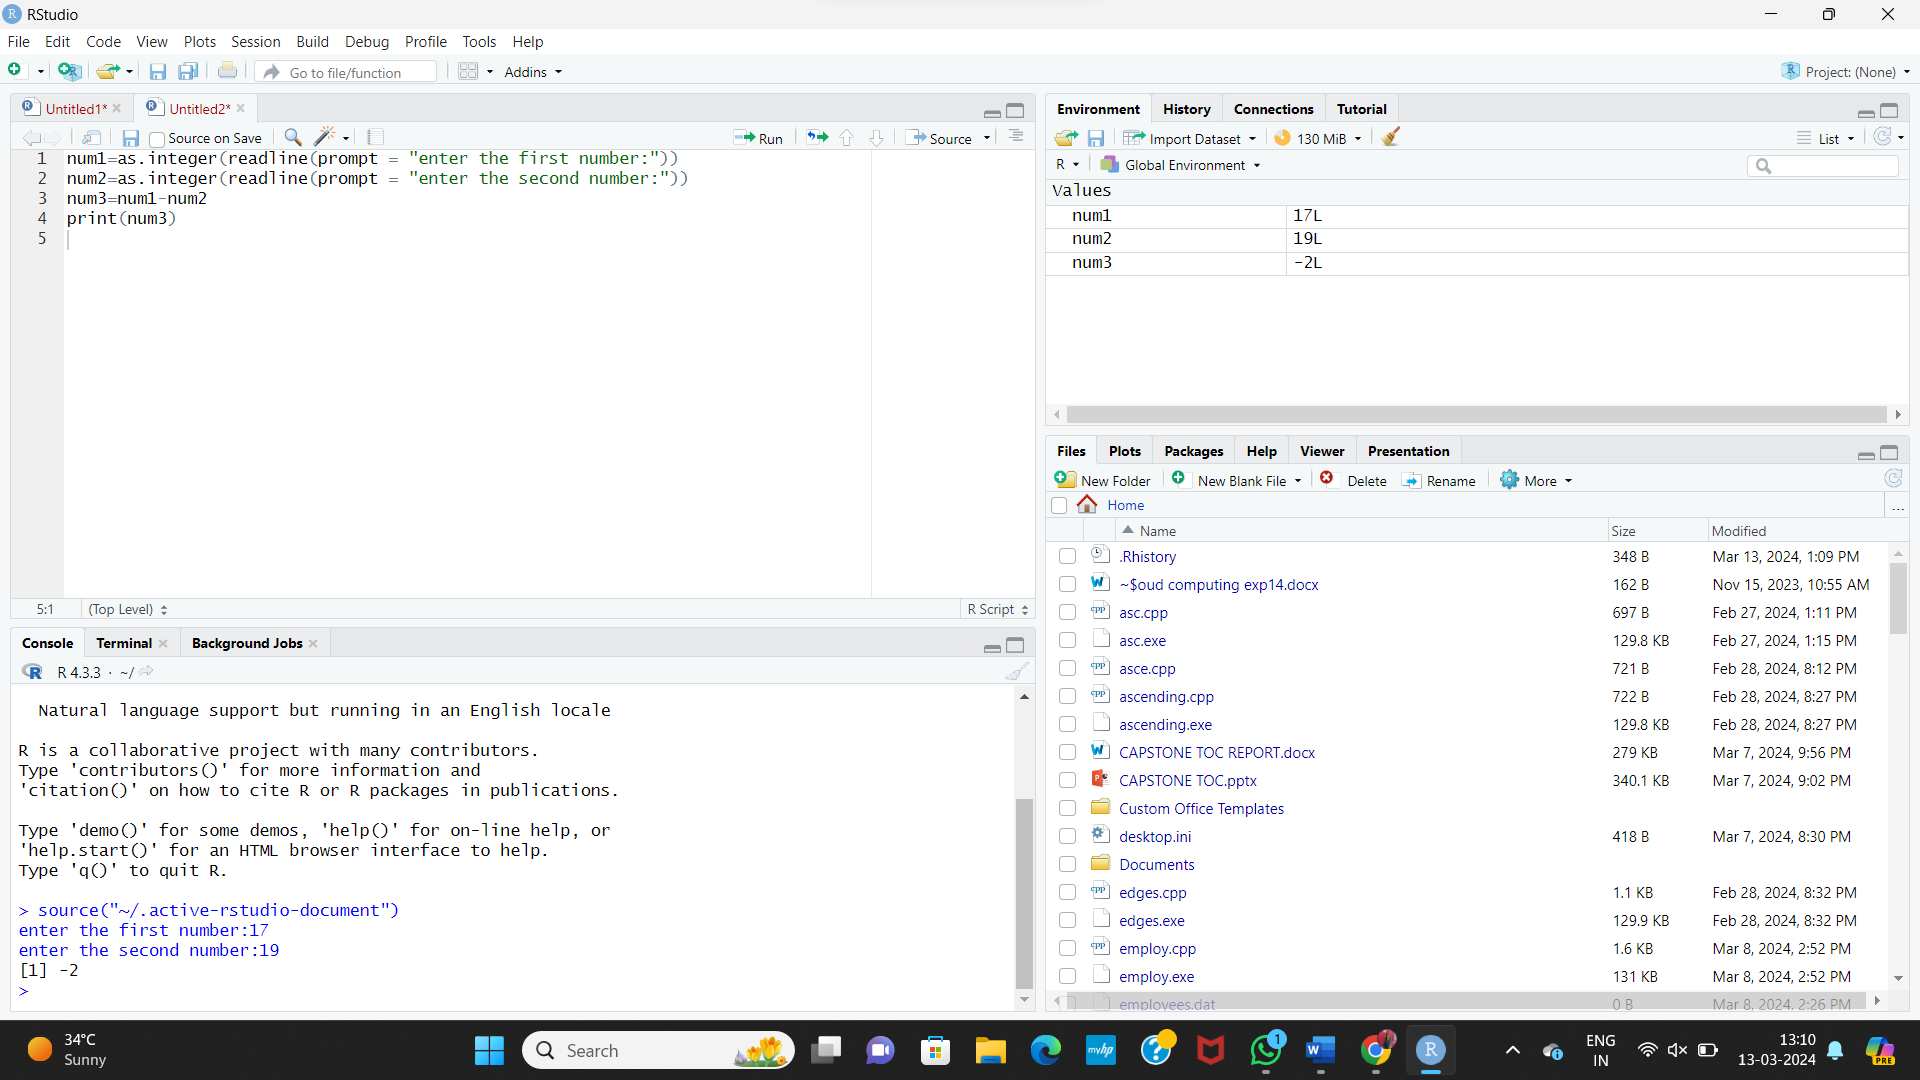 RStudio
File Edit Code View Plots Session Build Debug Profile Tools Help
Go to file/function Addins Project: (None)
Untitled1* Untitled2*
Source on Save Run Source
1 num1=as.integer(readline(prompt = "enter the first number:"))
2 num2=as.integer(readline(prompt = "enter the second number:"))
3 num3=num1-num2
4 print(num3)
5
5:1 (Top Level) R Script
Console Terminal Background Jobs
R 4.3.3 · ~/
Natural language support but running in an English locale
R is a collaborative project with many contributors.
Type 'contributors()' for more information and
'citation()' on how to cite R or R packages in publications.
Type 'demo()' for some demos, 'help()' for on-line help, or
'help.start()' for an HTML browser interface to help.
Type 'q()' to quit R.
> source("~/.active-rstudio-document")
enter the first number:17
enter the second number:19
[1] -2
>
Environment History Connections Tutorial
Import Dataset 130 MiB List
R Global Environment
Values
num1 17L
num2 19L
num3 -2L
Files Plots Packages Help Viewer Presentation
New Folder New Blank File Delete Rename More
Home ...
Name Size Modified
.Rhistory 348 B Mar 13, 2024, 1:09 PM
~$oud computing exp14.docx 162 B Nov 15, 2023, 10:55 AM
asc.cpp 697 B Feb 27, 2024, 1:11 PM
asc.exe 129.8 KB Feb 27, 2024, 1:15 PM
asce.cpp 721 B Feb 28, 2024, 8:12 PM
ascending.cpp 722 B Feb 28, 2024, 8:27 PM
ascending.exe 129.8 KB Feb 28, 2024, 8:27 PM
CAPSTONE TOC REPORT.docx 279 KB Mar 7, 2024, 9:56 PM
CAPSTONE TOC.pptx 340.1 KB Mar 7, 2024, 9:02 PM
Custom Office Templates
desktop.ini 418 B Mar 7, 2024, 8:30 PM
Documents
edges.cpp 1.1 KB Feb 28, 2024, 8:32 PM
edges.exe 129.9 KB Feb 28, 2024, 8:32 PM
employ.cpp 1.6 KB Mar 8, 2024, 2:52 PM
employ.exe 131 KB Mar 8, 2024, 2:52 PM
employees.dat 0 B Mar 8, 2024, 2:26 PM
34°C
Sunny
Search
myhp
1
ENG
IN
13:10
13-03-2024
PRE